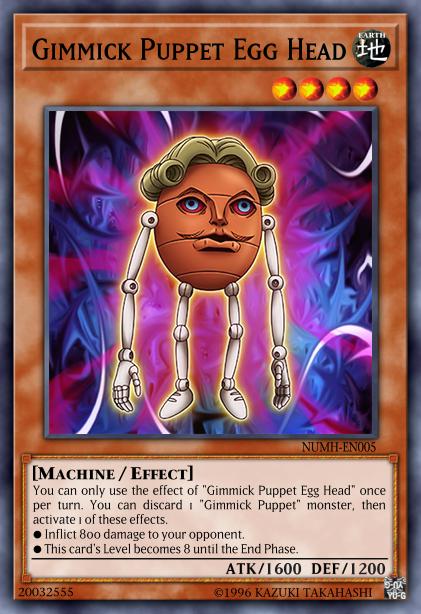 GIMMICK PUPPET EGG HEAD
EARTH
地
NUMH-EN005
[MACHINE / EFFECT]
You can only use the effect of "Gimmick Puppet Egg Head" once
per turn. You can discard 1 "Gimmick Puppet" monster, then
activate 1 of these effects.
● Inflict 800 damage to your opponent.
● This card's Level becomes 8 until the End Phase.
ATK/1600 DEF/1200
20032555
©1996 KAZUKI TAKAHASHI